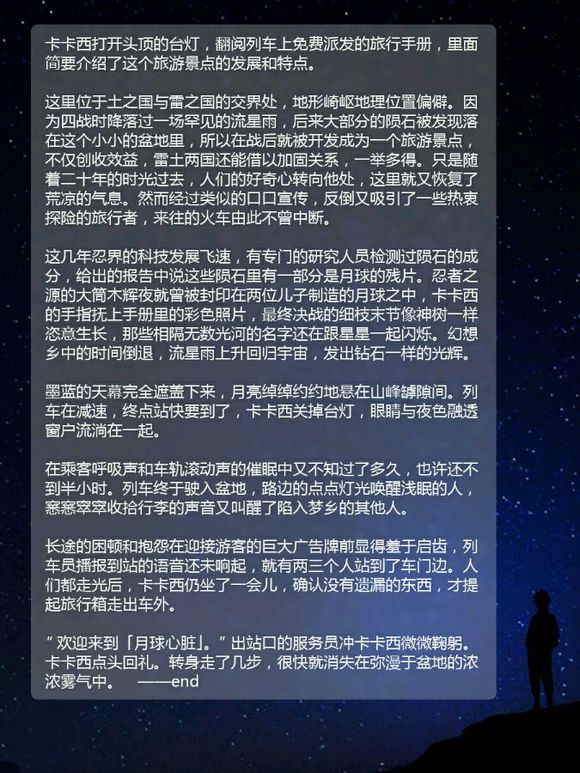 卡卡西打开头顶的台灯，翻阅列车上免费派发的旅行手册，里面
简要介绍了这个旅游景点的发展和特点。
这里位于土之国与雷之国的交界处，地形崎岖地理位置偏僻。因
为四战时降落过一场罕见的流星雨，后来大部分的陨石被发现落
在这个小小的盆地里，所以在战后就被开发成为一个旅游景点，
不仅创收效益，雷土两国还能借以加固关系，一举多得。只是随
着二十年的时光过去，人们的好奇心转向他处，这里就又恢复了
荒凉的气息。然而经过类似的口口宣传，反倒又吸引了一些热衷
探险的旅行者，来往的火车由此不曾中断。
这几年忍界的科技发展飞速，有专门的研究人员检测过陨石的成
分，给出的报告中说这些陨石里有一部分是月球的残片。忍者之
源的大筒木辉夜就曾被封印在两位儿子制造的月球之中，卡卡西
的手指抚上手册里的彩色照片，最终决战的细枝末节像神树一样
恣意生长，那些相隔无数光河的名字还在跟星星一起闪烁。幻想
乡中的时间倒退，流星雨上升回归宇宙，发出钻石一样的光辉。
墨蓝的天幕完全遮盖下来，月亮绰绰约约地悬在山峰罅隙间。列
车在减速，终点站快要到了，卡卡西关掉台灯，眼睛与夜色融透
窗户流淌在一起。
在乘客呼吸声和车轨滚动声的催眠中又不知过了多久，也许还不
到半小时。列车终于驶入盆地，路边的点点灯光唤醒浅眠的人，
窸窸窣窣收拾行李的声音又叫醒了陷入梦乡的其他人。
长途的困顿和抱怨在迎接游客的巨大广告牌前显得羞于启齿，列
车员播报到站的语音还未响起，就有两三个人站到了车门边。人
们都走光后，卡卡西仍坐了一会儿，确认没有遗漏的东西，才提
起旅行箱走出车外。
“欢迎来到「月球心脏」。”出站口的服务员冲卡卡西微微鞠躬。
卡卡西点头回礼。转身走了几步，很快就消失在弥漫于盆地的浓
浓雾气中。 ——end